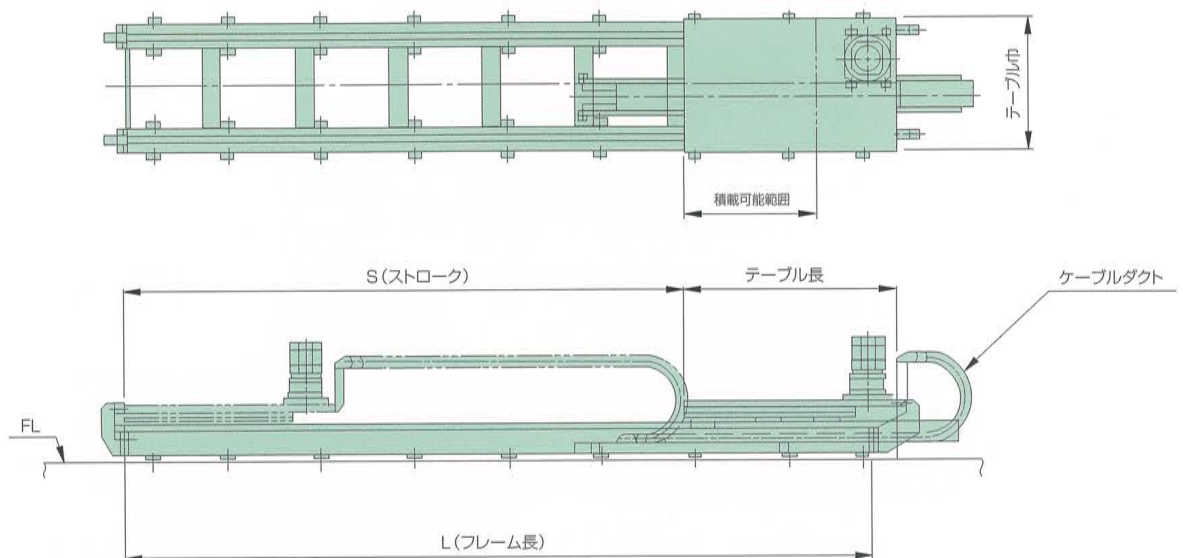 テーブル巾
積載可能範囲
S（ストローク）
テーブル長
ケーブルダクト
FL
L（フレーム長）